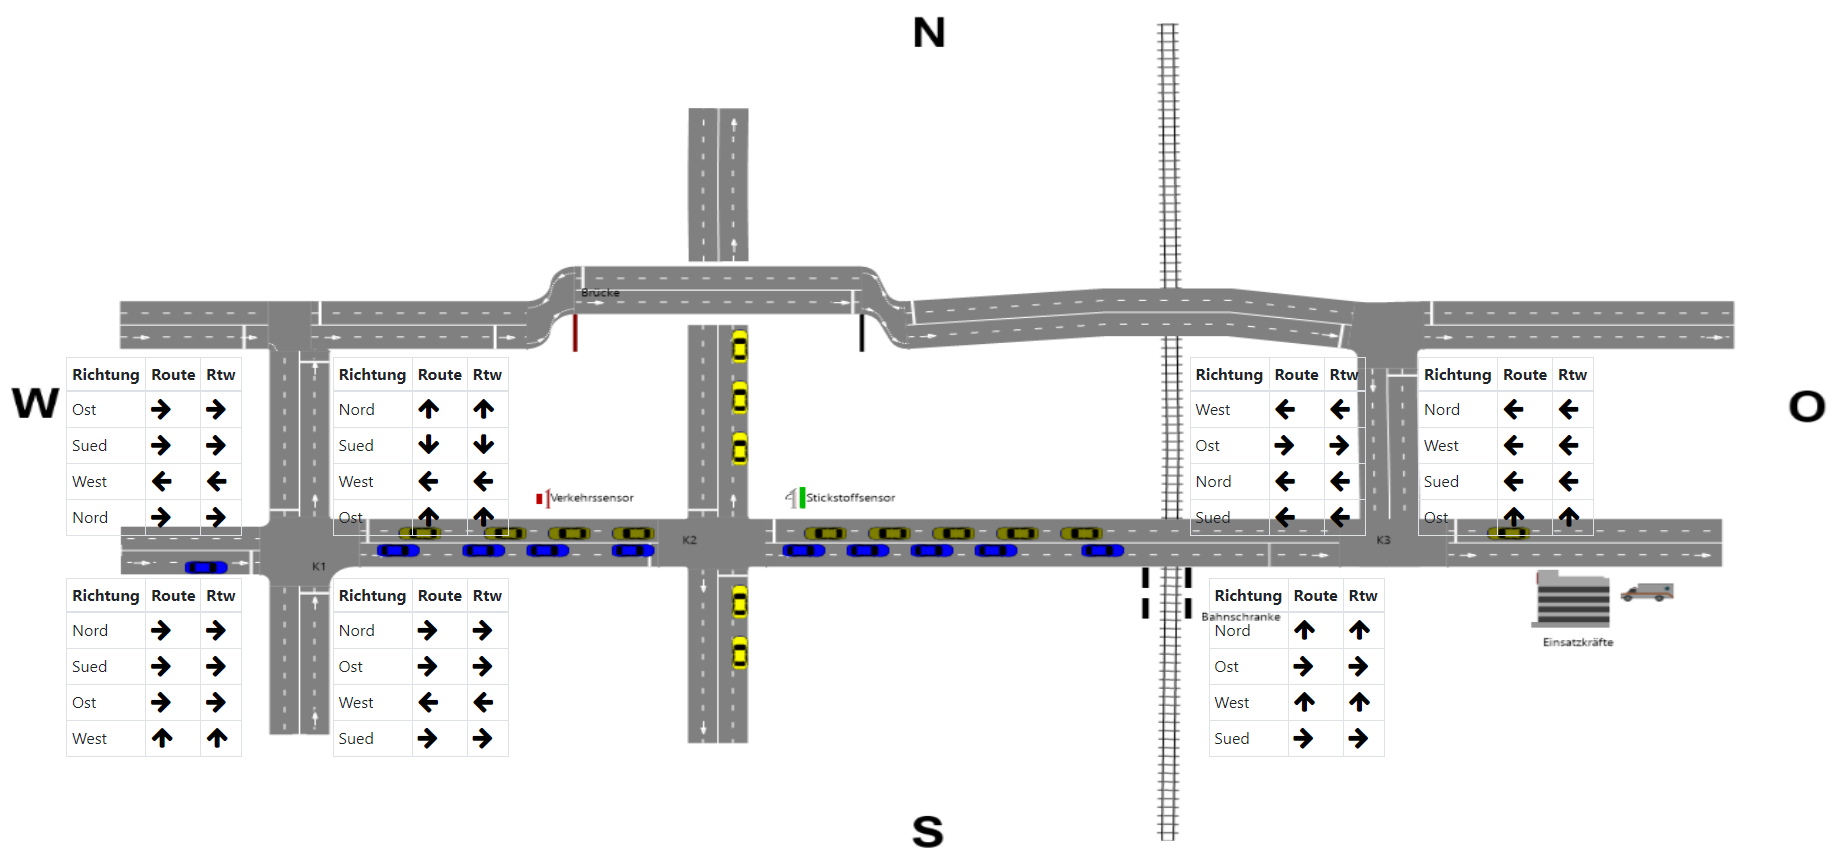 N
Brücke
W
O
Richtung Route Rtw
Ost → →
Sued → →
West ← ←
Nord → →
Richtung Route Rtw
Nord ↑ ↑
Sued ↓ ↓
West ← ←
Ost ↑ ↑
Richtung Route Rtw
West ← ←
Ost → →
Nord ← ←
Sued ← ←
Richtung Route Rtw
Nord ← ←
West ← ←
Sued ← ←
Ost ↑ ↑
Verkehrssensor
Stickstoffsensor
K1
K2
K3
Richtung Route Rtw
Nord → →
Sued → →
Ost → →
West ↑ ↑
Richtung Route Rtw
Nord → →
Ost → →
West ← ←
Sued → →
Bahnschranke
Richtung Route Rtw
Nord ↑ ↑
Ost → →
West ↑ ↑
Sued → →
Einsatzkräfte
S